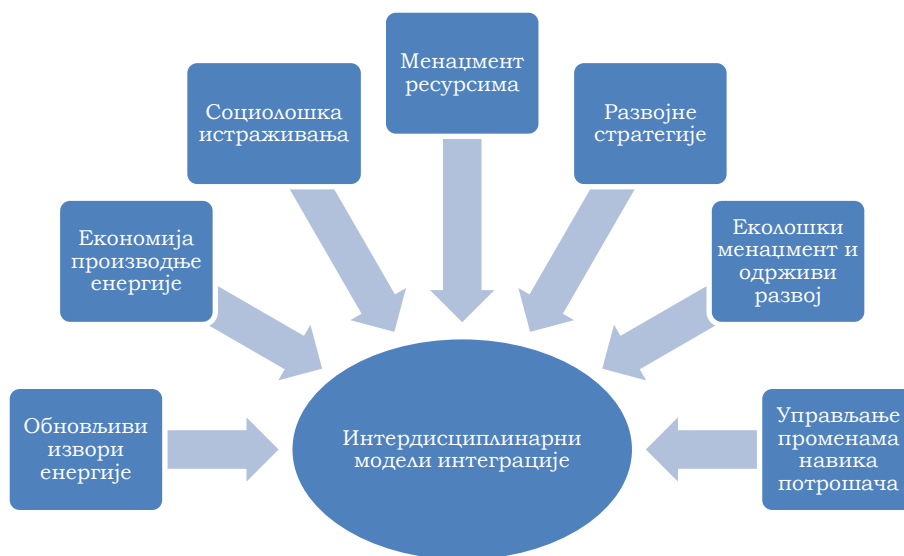 Менаџмент
ресурсима
Социолошка
истраживања
Развојне
стратегије
Економија
производње
енергије
Еколошки
менаџмент и
одрживи
развој
Обновљиви
извори
енергије
Интердисциплинарни
модели интеграције
Управљање
променама
навика
потрошача